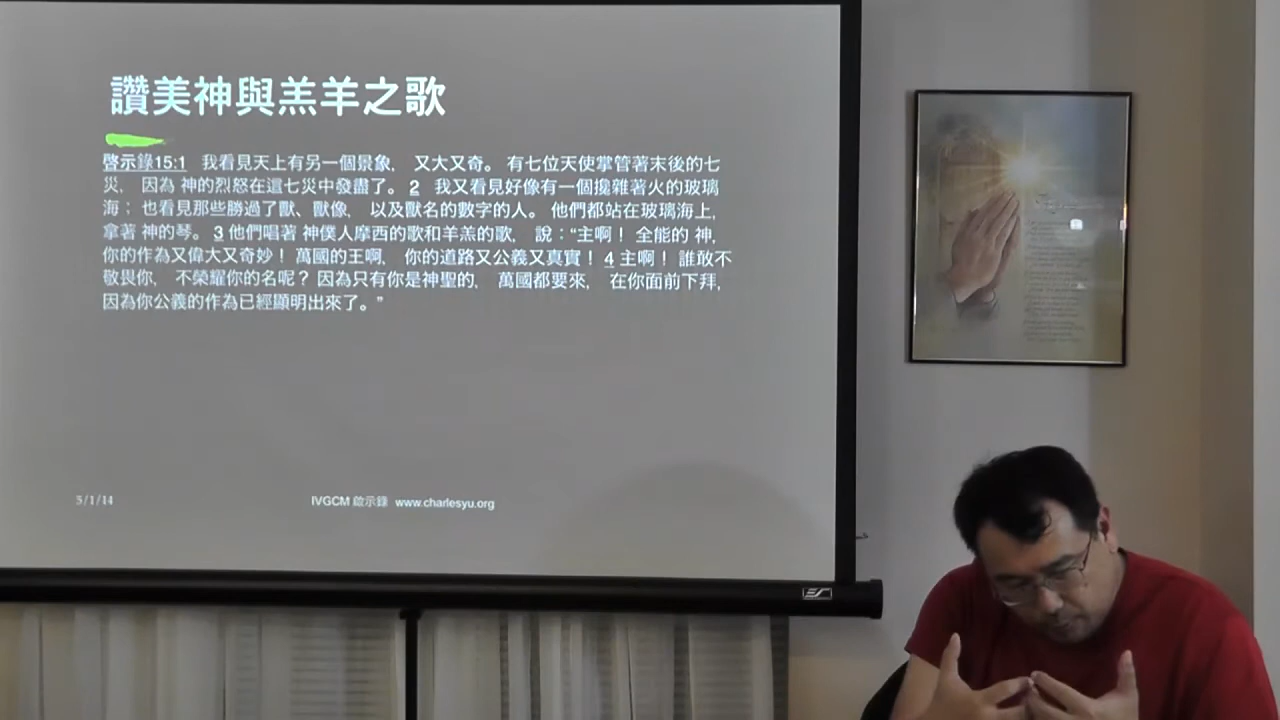 讚美神與羔羊之歌
啓示錄15:1 我看見天上有另一個景象，又大又奇。有七位天使掌管著末後的七
災，因為 神的烈怒在這七災中發盡了。2 我又看見好像有一個攙雜著火的玻璃
海；也看見那些勝過了獸、獸像，以及獸名的數字的人。他們都站在玻璃海上，
拿著 神的琴。3 他們唱著 神僕人摩西的歌和羊羔的歌，說：“主啊！全能的 神，
你的作為又偉大又奇妙！萬國的王啊，你的道路又公義又真實！4 主啊！誰敢不
敬畏你，不榮耀你的名呢？因為只有你是神聖的，萬國都要來，在你面前下拜，
因為你公義的作為已經顯明出來了。”
5/1/14
IVGCM 啟示錄 www.charlesyu.org